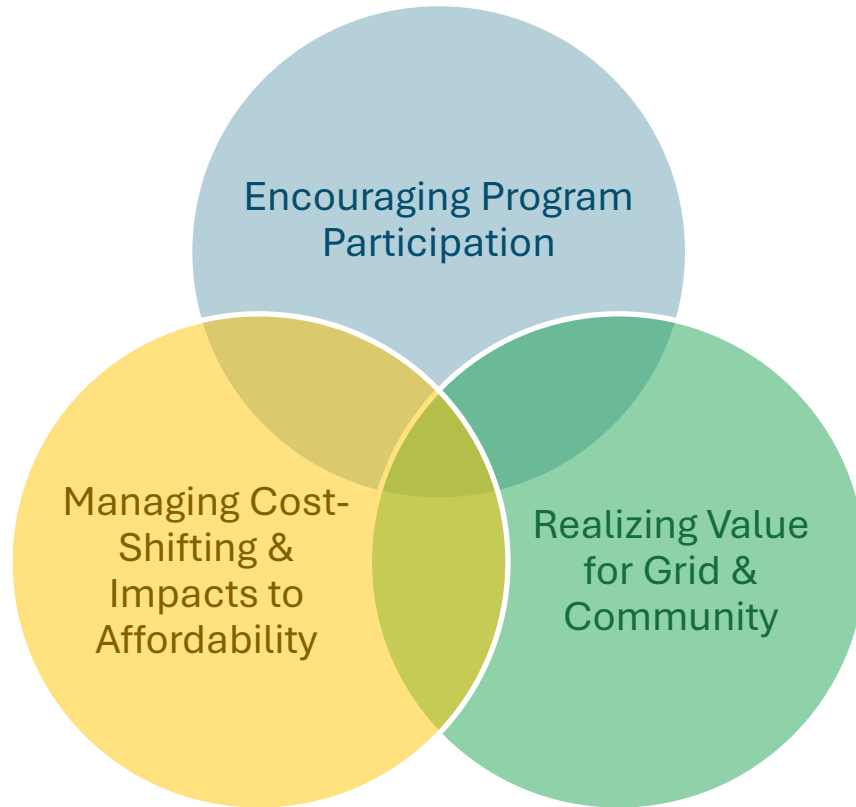 Encouraging Program
Participation
Managing Cost-
Shifting &
Impacts to
Affordability
Realizing Value
for Grid &
Community